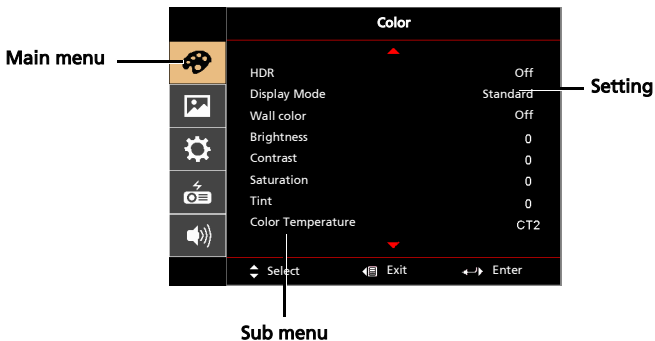 Color
Main menu
HDR Off
Display Mode Standard
Setting
Wall color Off
Brightness 0
Contrast 0
Saturation 0
Tint 0
Color Temperature CT2
Select Exit Enter
Sub menu